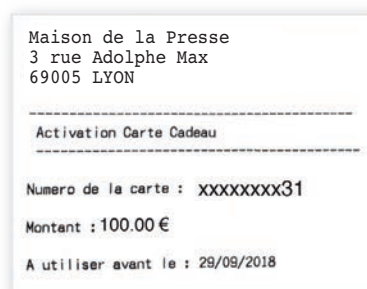 Maison de la Presse
3 rue Adolphe Max
69005 LYON
Activation Carte Cadeau
Numero de la carte : xxxxxxxx31
Montant : 100.00 €
A utiliser avant le : 29/09/2018